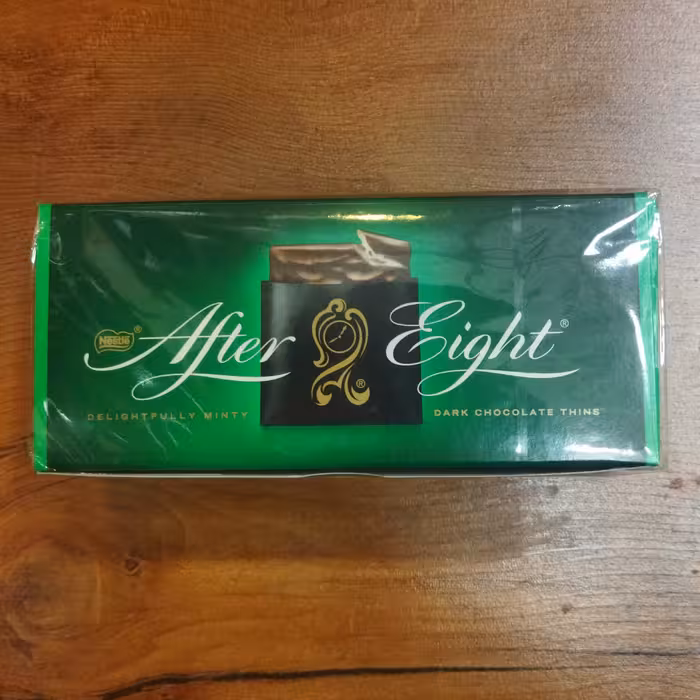 Nestlé®
After Eight®
®
DELIGHTFULLY MINTY
DARK CHOCOLATE THINS